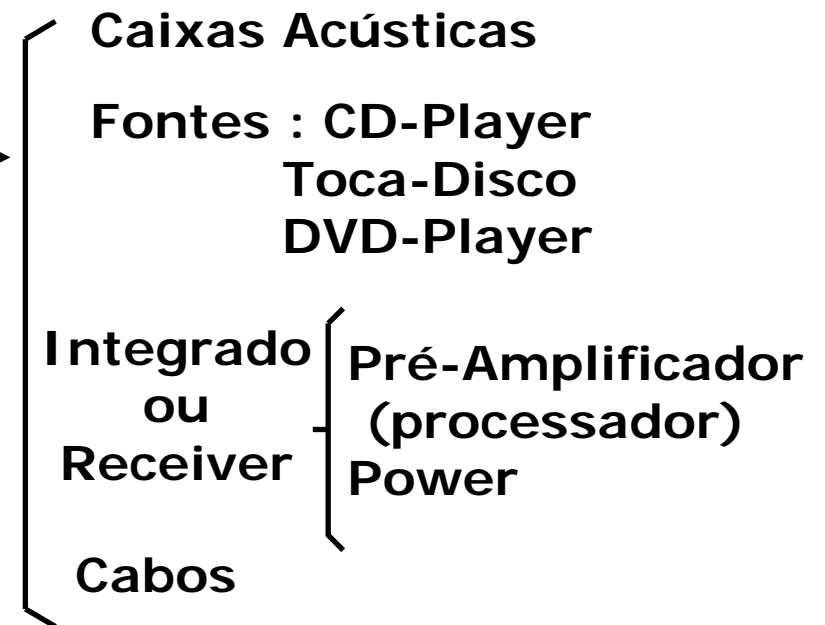 Caixas Acústicas
Fontes : CD-Player
Toca-Disco
DVD-Player
Integrado
ou
Receiver
Pré-Amplificador
(processador)
Power
Cabos